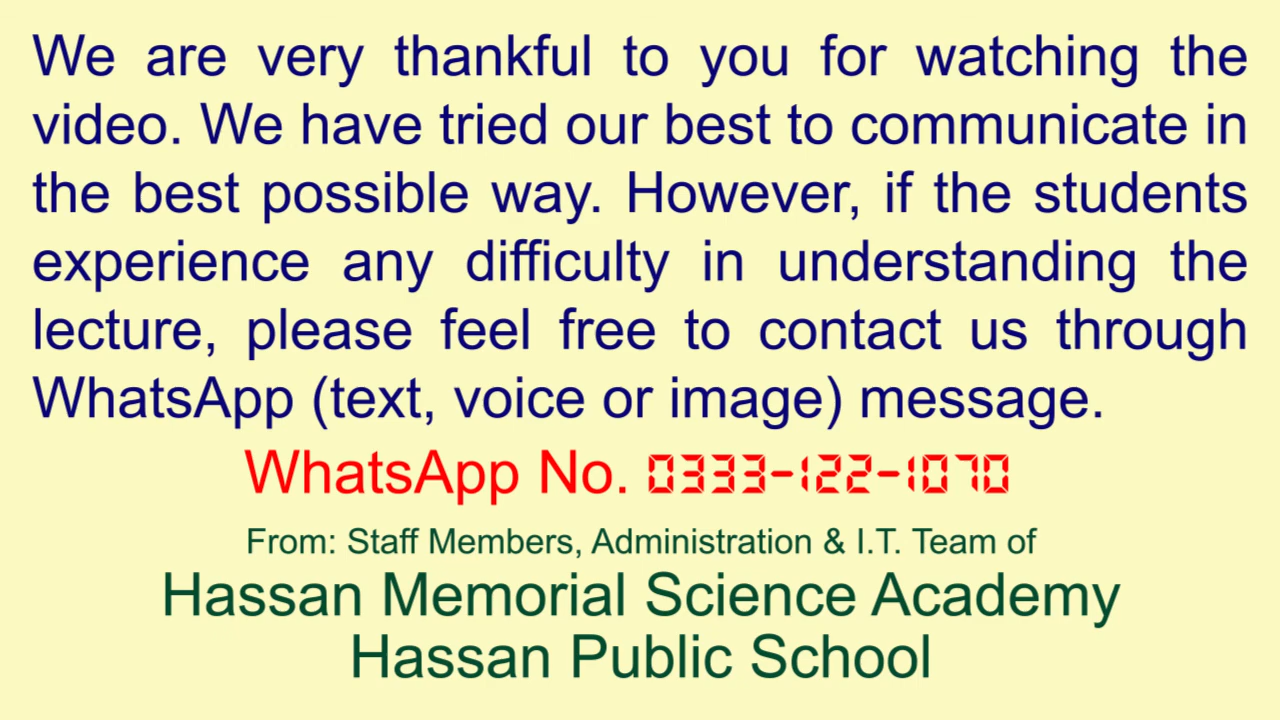 We are very thankful to you for watching the
video. We have tried our best to communicate in
the best possible way. However, if the students
experience any difficulty in understanding the
lecture, please feel free to contact us through
WhatsApp (text, voice or image) message.
WhatsApp No. 0333-122-1070
From: Staff Members, Administration & I.T. Team of
Hassan Memorial Science Academy
Hassan Public School